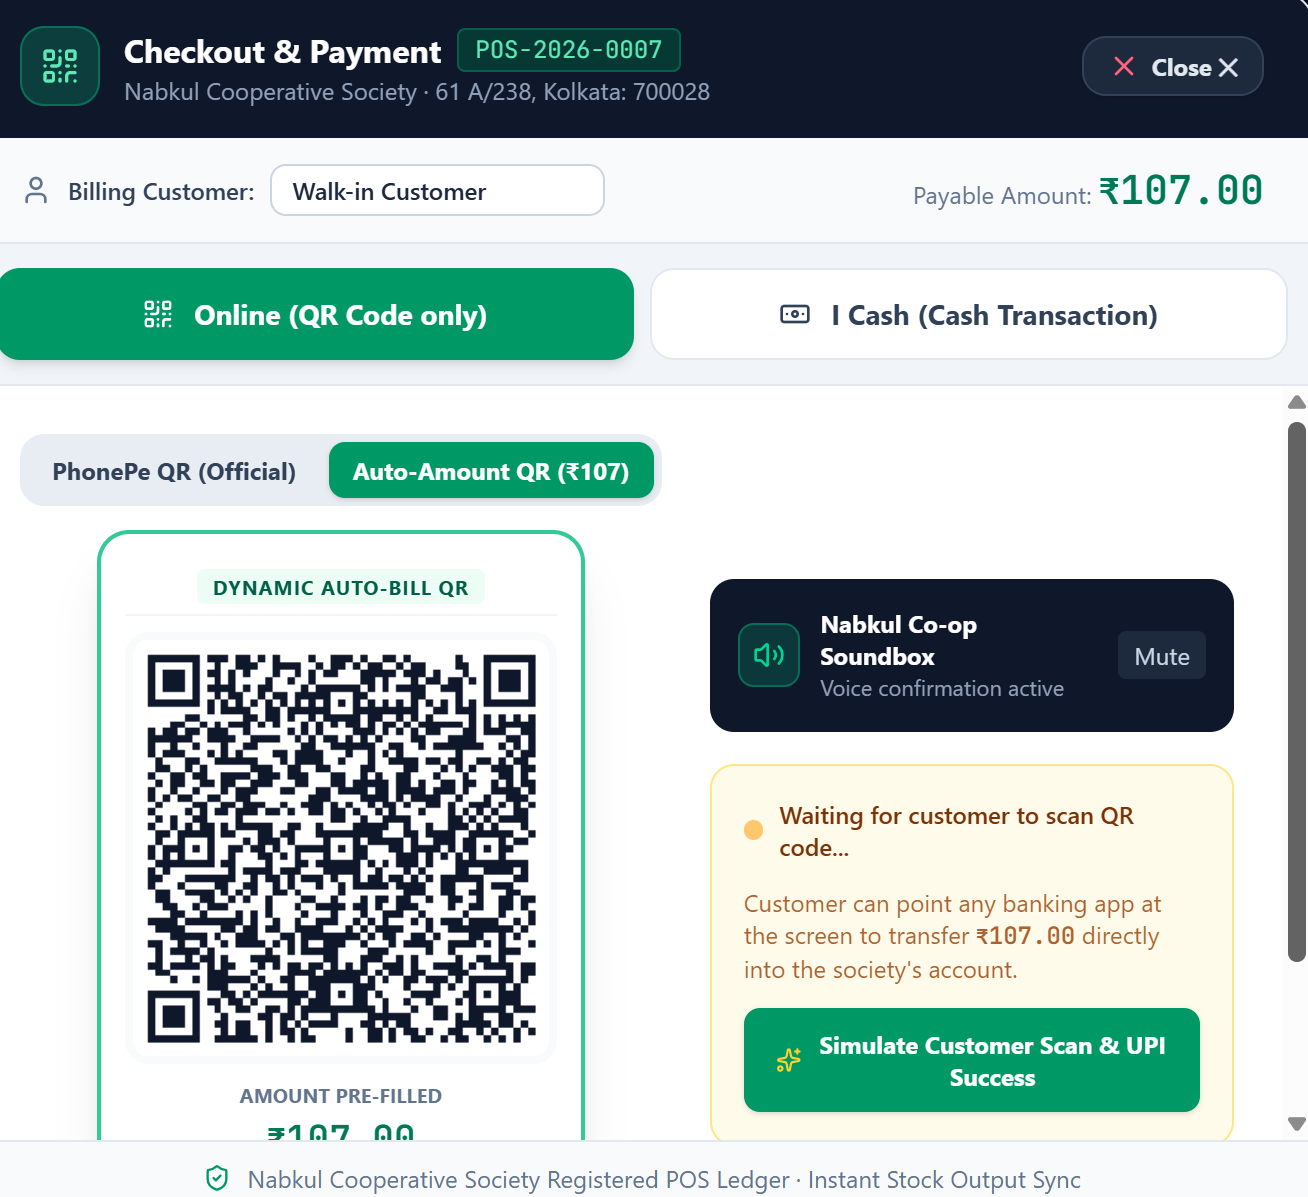 Checkout & Payment POS-2026-0007
Nabkul Cooperative Society · 61 A/238, Kolkata: 700028
Close
Billing Customer: Walk-in Customer
Payable Amount: ₹107.00
Online (QR Code only)
I Cash (Cash Transaction)
PhonePe QR (Official)
Auto-Amount QR (₹107)
DYNAMIC AUTO-BILL QR
AMOUNT PRE-FILLED
₹107.00
Nabkul Co-op
Soundbox
Voice confirmation active
Mute
Waiting for customer to scan QR
code...
Customer can point any banking app at
the screen to transfer ₹107.00 directly
into the society's account.
Simulate Customer Scan & UPI
Success
Nabkul Cooperative Society Registered POS Ledger · Instant Stock Output Sync